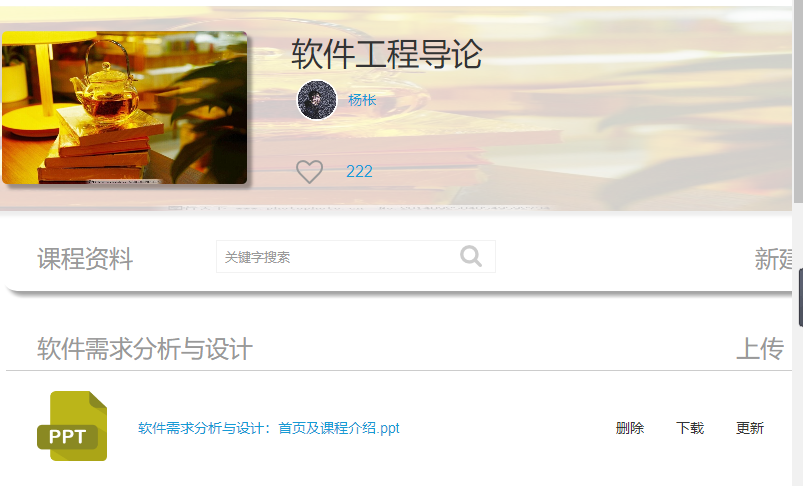 软件工程导论
杨枨
222
课程资料
关键字搜索
新建
软件需求分析与设计
上传
PPT
软件需求分析与设计：首页及课程介绍.ppt
删除
下载
更新